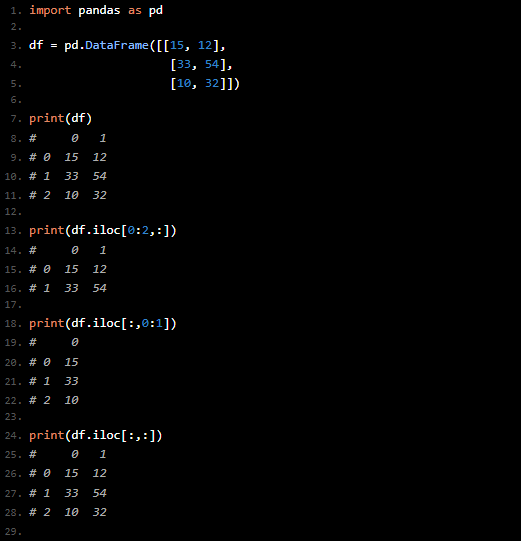 1. import pandas as pd
2.
3. df = pd.DataFrame([[15, 12],
4.                    [33, 54],
5.                    [10, 32]])
6.
7. print(df)
8. #     0   1
9. # 0  15  12
10. # 1  33  54
11. # 2  10  32
12.
13. print(df.iloc[0:2,:])
14. #     0   1
15. # 0  15  12
16. # 1  33  54
17.
18. print(df.iloc[:,0:1])
19. #     0
20. # 0  15
21. # 1  33
22. # 2  10
23.
24. print(df.iloc[:,:])
25. #     0   1
26. # 0  15  12
27. # 1  33  54
28. # 2  10  32
29.